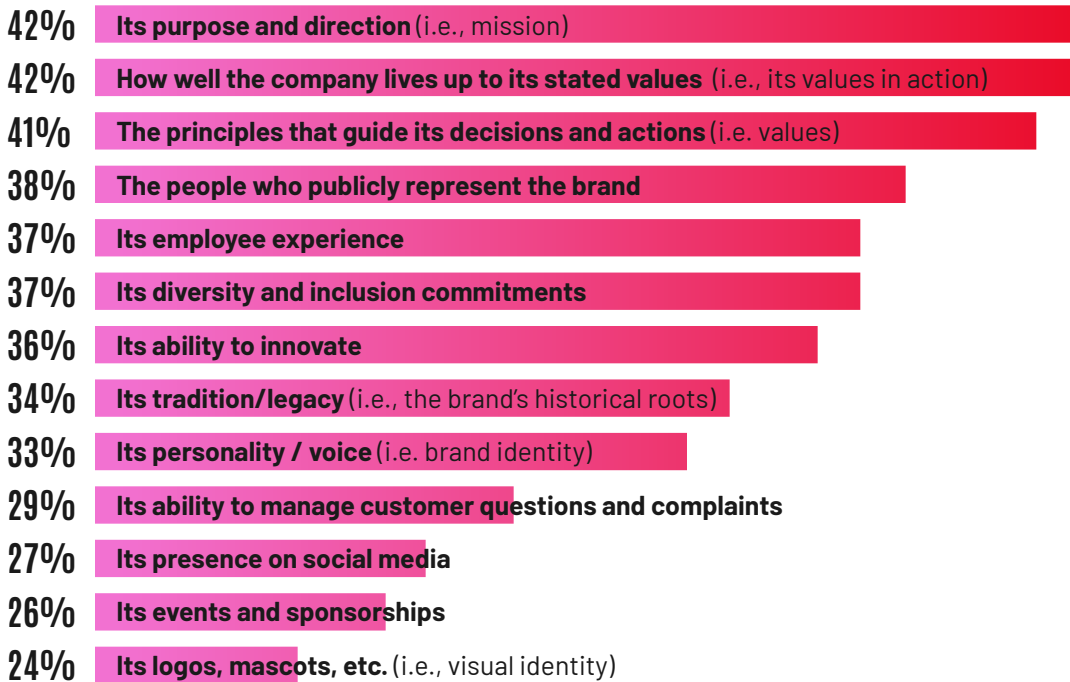 42% Its purpose and direction (i.e., mission)
42% How well the company lives up to its stated values (i.e., its values in action)
41% The principles that guide its decisions and actions (i.e. values)
38% The people who publicly represent the brand
37% Its employee experience
37% Its diversity and inclusion commitments
36% Its ability to innovate
34% Its tradition/legacy (i.e., the brand's historical roots)
33% Its personality / voice (i.e. brand identity)
29% Its ability to manage customer questions and complaints
27% Its presence on social media
26% Its events and sponsorships
24% Its logos, mascots, etc. (i.e., visual identity)